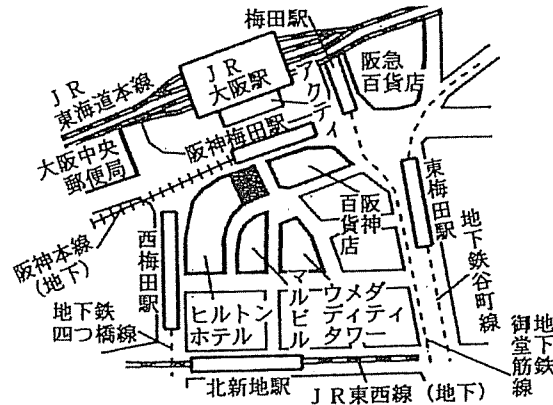 梅田駅
阪急
百貨店
JR
大阪駅
アクティ
JR
東海道本線
阪神梅田駅
大阪中央
郵便局
阪神
百貨店
東梅田駅
阪神本線
(地下)
西梅田駅
地下鉄
四つ橋線
ヒルトン
ホテル
マルビル
ウメダ
ディティ
タワー
地下鉄谷町線
地下鉄
御堂筋線
北新地駅
JR東西線(地下)